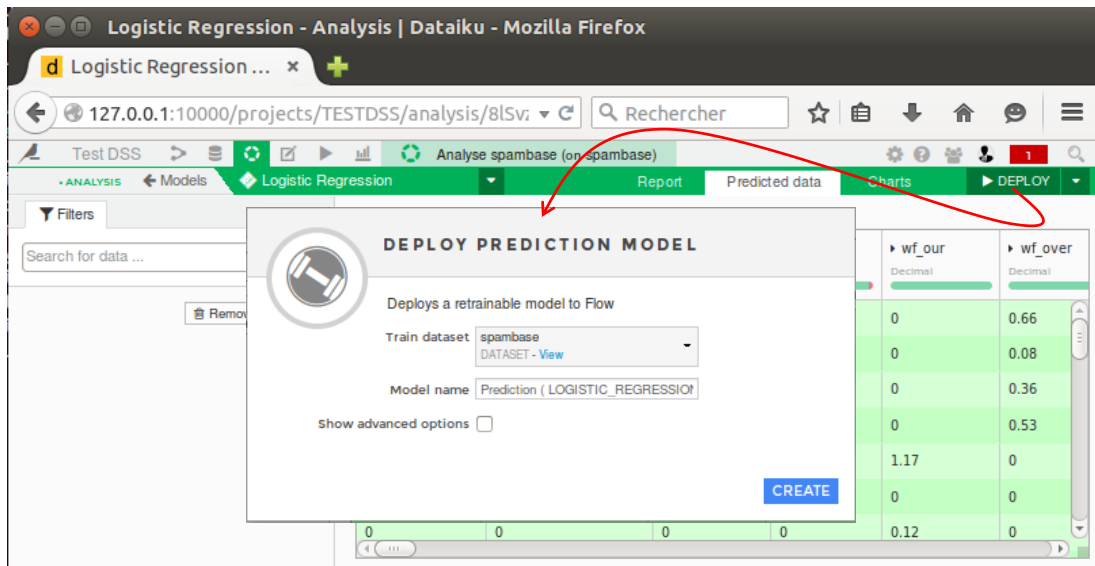 Logistic Regression - Analysis | Dataiku - Mozilla Firefox
d Logistic Regression ... ×
127.0.0.1:10000/projects/TESTDSS/analysis/8lSv Rechercher
Test DSS Analyse spambase (on spambase) 1
• ANALYSIS Models Logistic Regression Report Predicted data Charts DEPLOY
Filters
Search for data ...
DEPLOY PREDICTION MODEL
wf_our wf_over
Decimal Decimal
Deploys a retrainable model to Flow
Remov 0 0.66
Train dataset spambase
DATASET - View
0 0.08
Model name Prediction ( LOGISTIC_REGRESSION
0 0.36
Show advanced options
0 0.53
1.17 0
CREATE
0 0
0 0 0 0 0.12 0